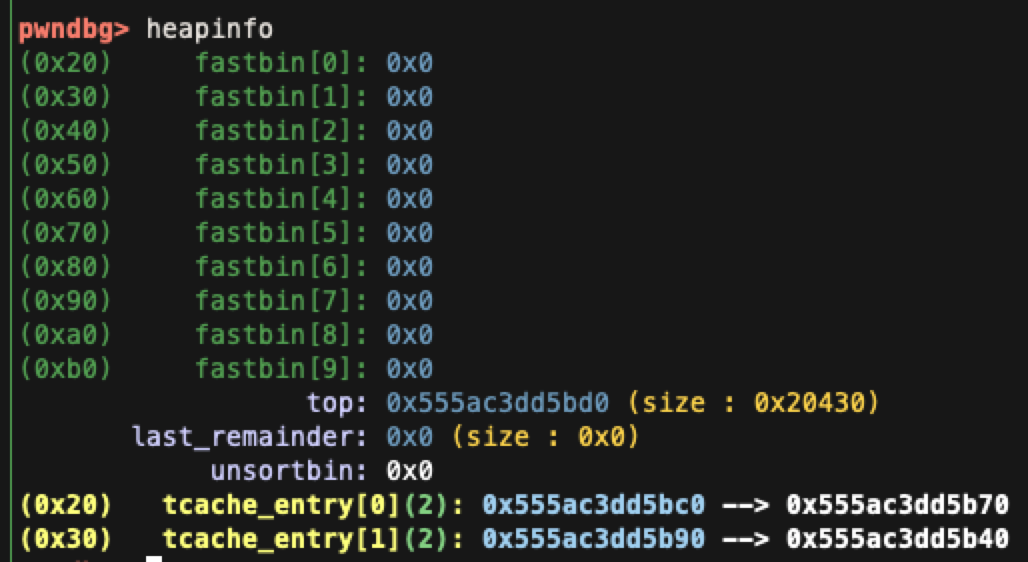 pwndbg> heapinfo
(0x20)     fastbin[0]: 0x0
(0x30)     fastbin[1]: 0x0
(0x40)     fastbin[2]: 0x0
(0x50)     fastbin[3]: 0x0
(0x60)     fastbin[4]: 0x0
(0x70)     fastbin[5]: 0x0
(0x80)     fastbin[6]: 0x0
(0x90)     fastbin[7]: 0x0
(0xa0)     fastbin[8]: 0x0
(0xb0)     fastbin[9]: 0x0
top: 0x555ac3dd5bd0 (size : 0x20430)
last_remainder: 0x0 (size : 0x0)
unsortbin: 0x0
(0x20)   tcache_entry[0](2): 0x555ac3dd5bc0 --> 0x555ac3dd5b70
(0x30)   tcache_entry[1](2): 0x555ac3dd5b90 --> 0x555ac3dd5b40